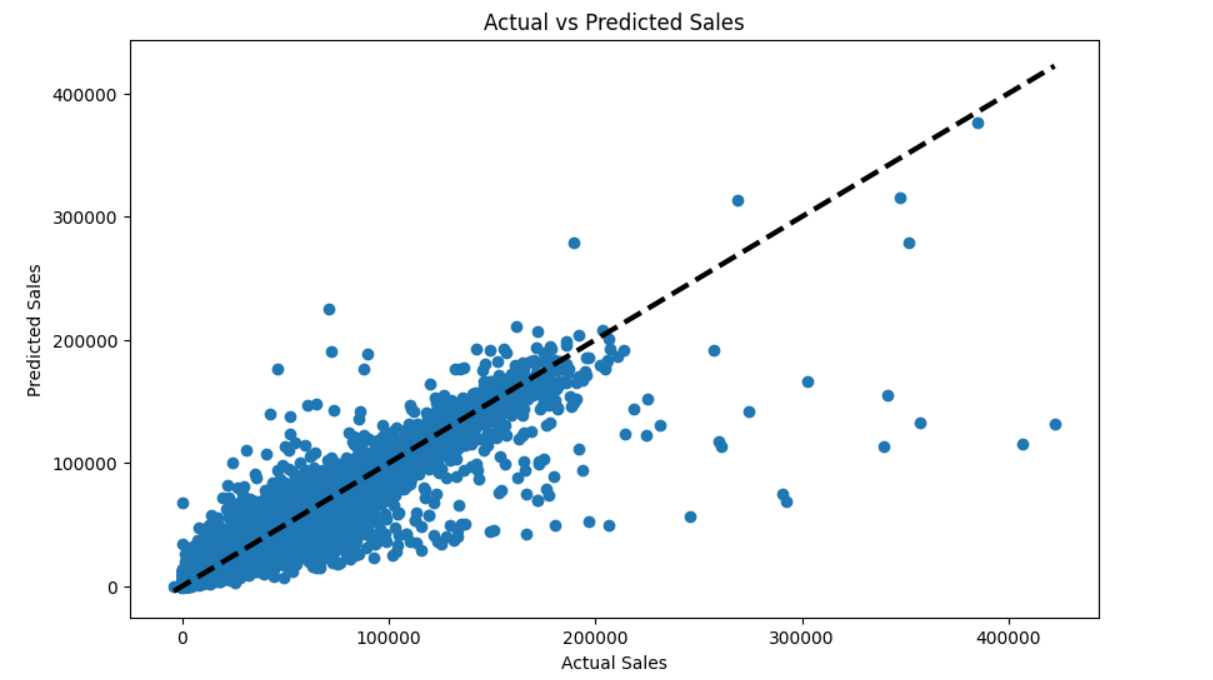 Actual vs Predicted Sales
400000
300000
200000
100000
0
Predicted Sales
0 100000 200000 300000 400000
Actual Sales